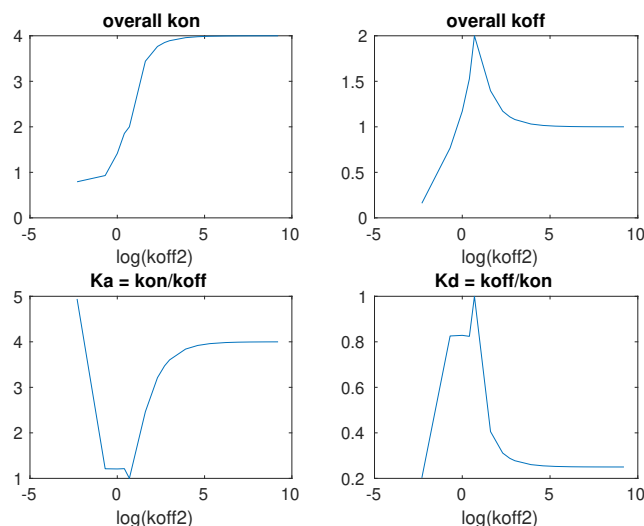 overall kon
4
3
2
1
0
-5 0 5 10
log(koff2)
overall koff
2
1.5
1
0.5
0
-5 0 5 10
log(koff2)
Ka = kon/koff
5
4
3
2
1
-5 0 5 10
log(koff2)
Kd = koff/kon
1
0.8
0.6
0.4
0.2
-5 0 5 10
log(koff2)